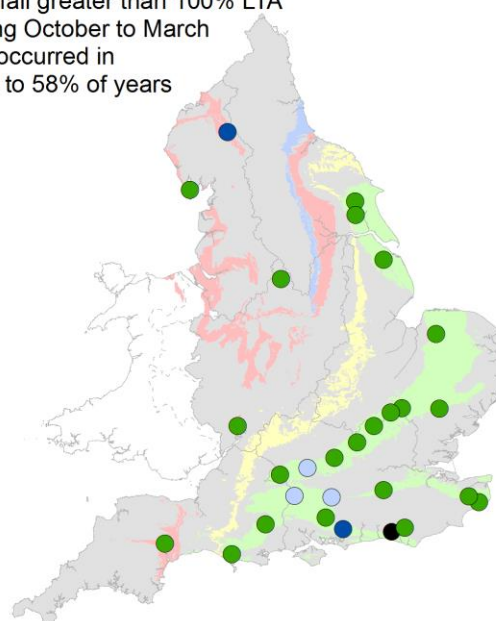 greater than 100% LTA
October to March
occurred in
to 58% of years